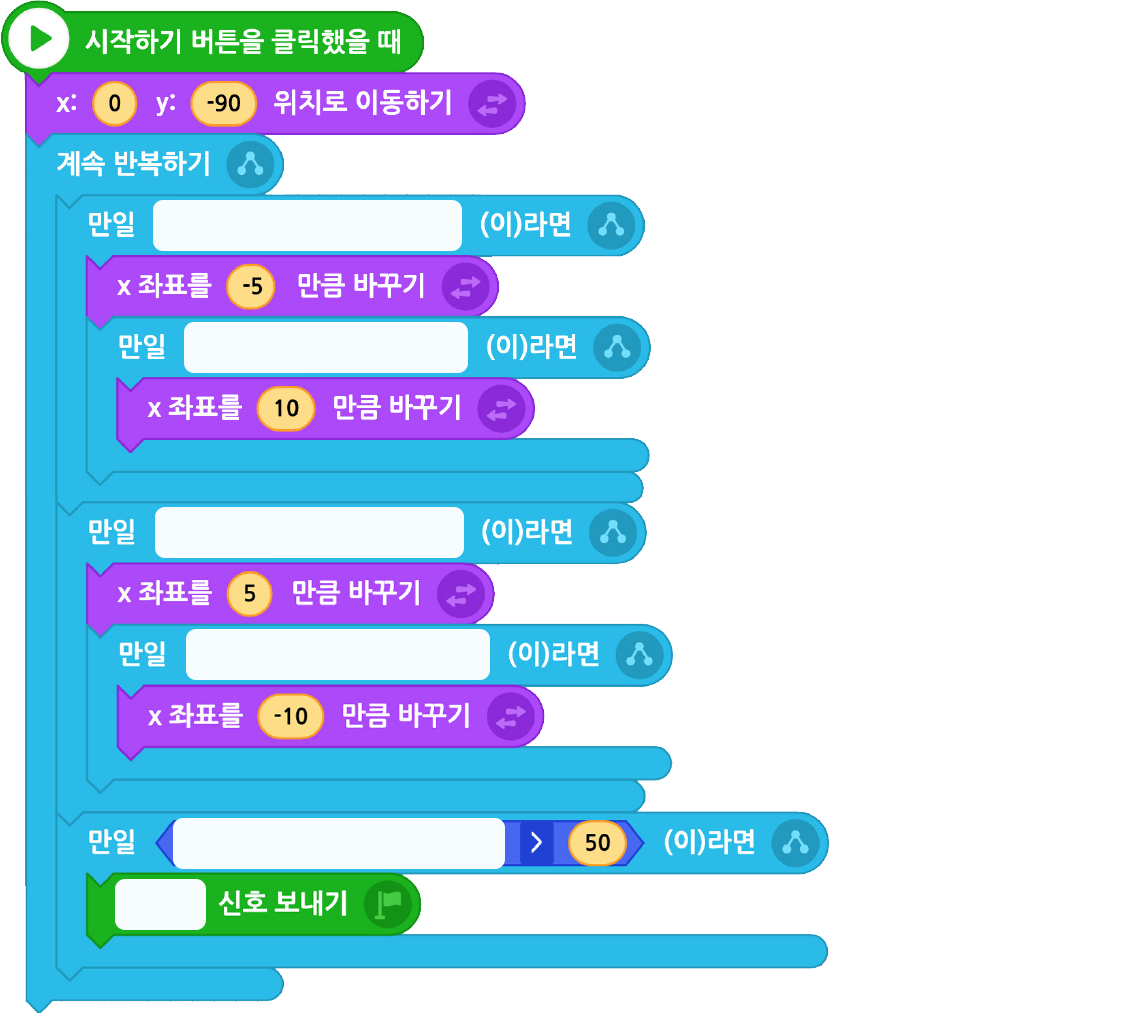 시작하기 버튼을 클릭했을 때
x: 0 y: -90 위치로 이동하기
계속 반복하기
만일 (이)라면
x 좌표를 -5 만큼 바꾸기
만일 (이)라면
x 좌표를 10 만큼 바꾸기
만일 (이)라면
x 좌표를 5 만큼 바꾸기
만일 (이)라면
x 좌표를 -10 만큼 바꾸기
만일 > 50 (이)라면
신호 보내기